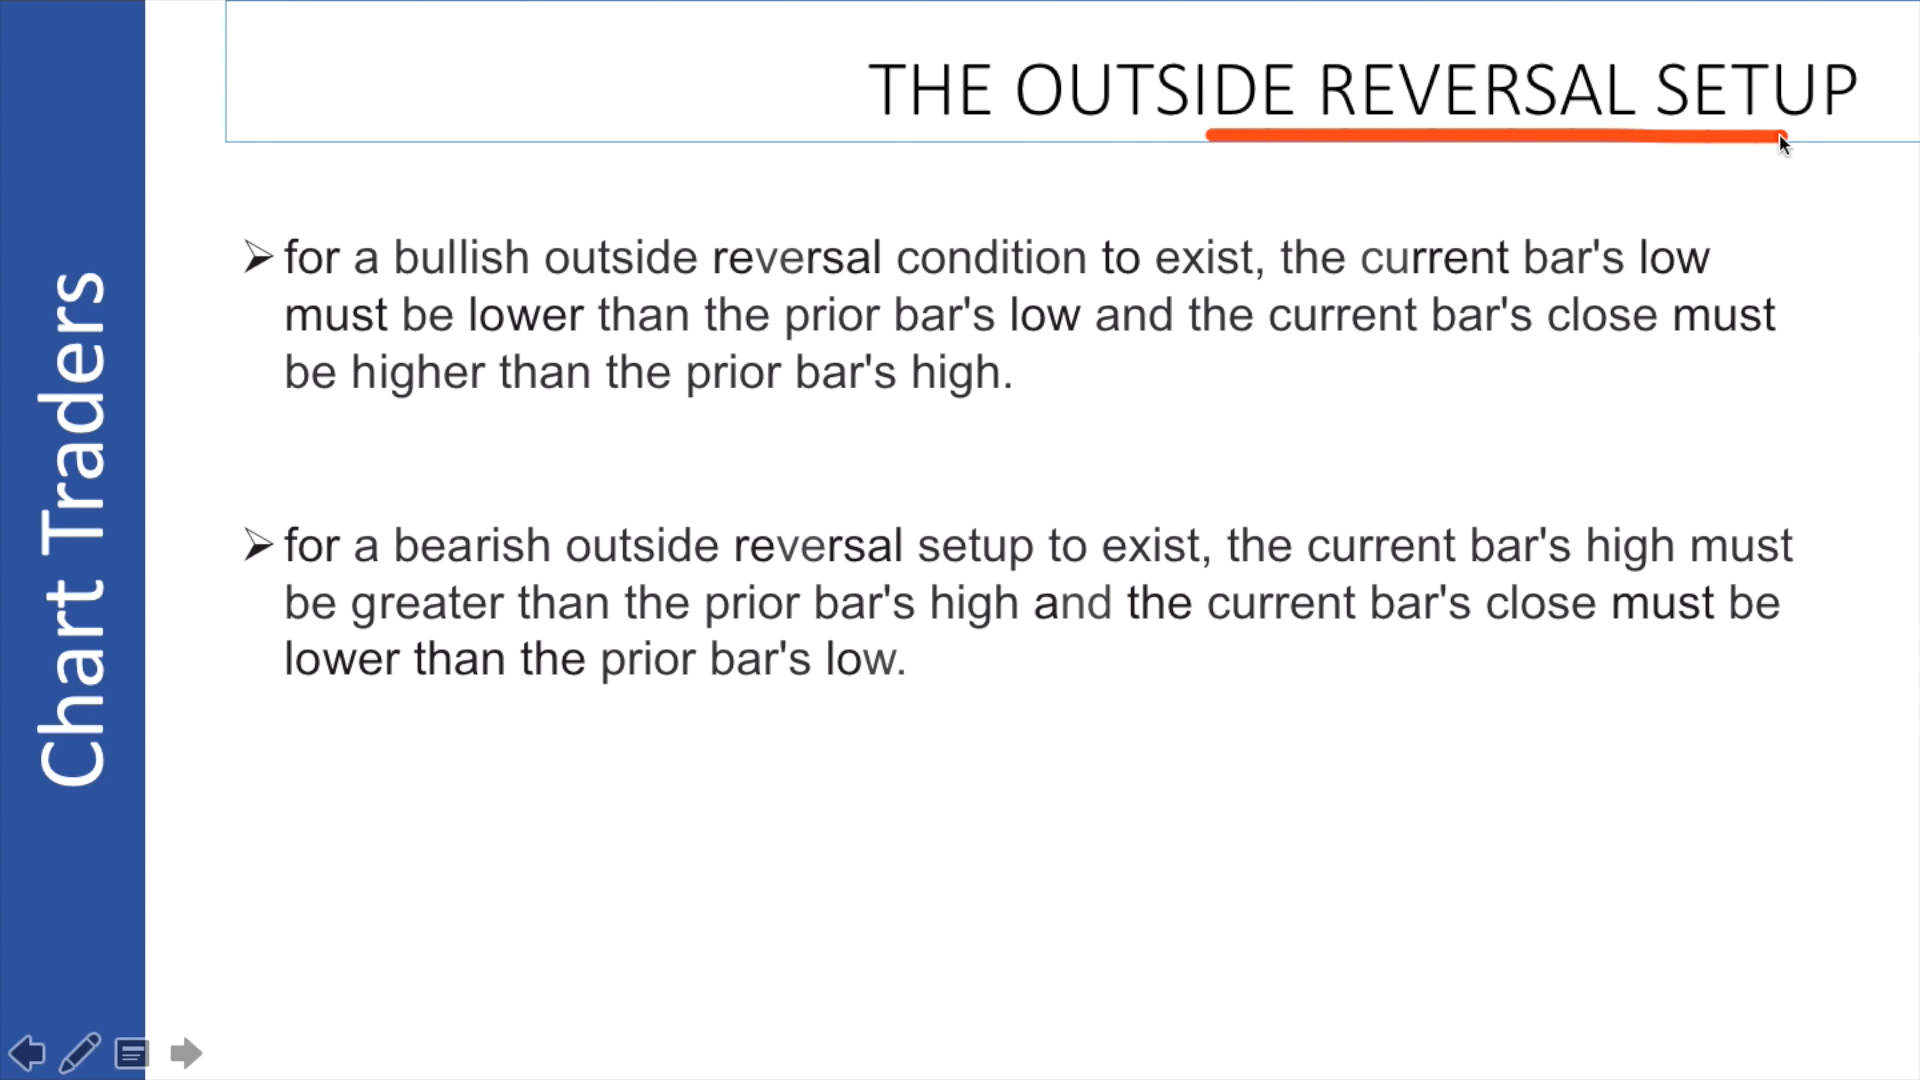 THE OUTSIDE REVERSAL SETUP
for a bullish outside reversal condition to exist, the current bar's low
must be lower than the prior bar's low and the current bar's close must
be higher than the prior bar's high.
for a bearish outside reversal setup to exist, the current bar's high must
be greater than the prior bar's high and the current bar's close must be
lower than the prior bar's low.
Chart Traders